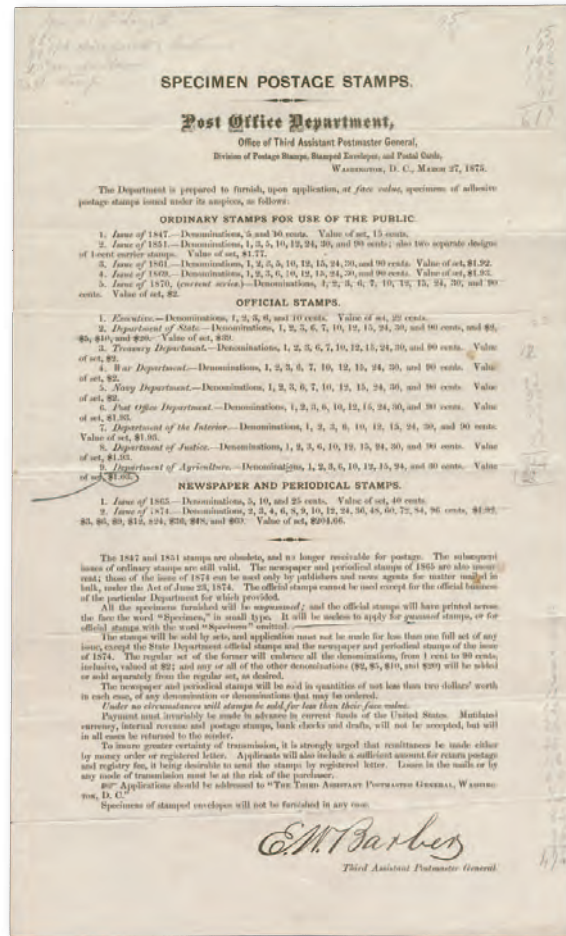 SPECIMEN POSTAGE STAMPS.
Post Office Department,
Office of Third Assistant Postmaster General,
Division of Postage Stamps, Stamped Envelopes, and Postal Cards,
WASHINGTON, D. C., MARCH 27, 1875.
The Department is prepared to furnish, upon application, at face value, specimens of adhesive
postage stamps issued under its auspices, as follows:
ORDINARY STAMPS FOR USE OF THE PUBLIC.
1. Issue of 1847.—Denominations, 5 and 10 cents. Value of set, 15 cents.
2. Issue of 1851.—Denominations, 1, 3, 5, 10, 12, 24, 30, and 90 cents; also two separate designs
of 1-cent carrier stamps. Value of set, $1.77.
3. Issue of 1861.—Denominations, 1, 2, 3, 5, 10, 12, 15, 24, 30, and 90 cents. Value of set, $1.92.
4. Issue of 1869.—Denominations, 1, 2, 3, 6, 10, 12, 15, 24, 30, and 90 cents. Value of set, $1.93.
5. Issue of 1870, (current series.)—Denominations, 1, 2, 3, 6, 7, 10, 12, 15, 24, 30, and 90
cents. Value of set, $2.
OFFICIAL STAMPS.
1. Executive.—Denominations, 1, 2, 3, 6, and 10 cents. Value of set, 22 cents.
2. Department of State.—Denominations, 1, 2, 3, 6, 7, 10, 12, 15, 24, 30, and 90 cents, and $2,
$5, $10, and $20. Value of set, $39.
3. Treasury Department.—Denominations, 1, 2, 3, 6, 7, 10, 12, 15, 24, 30, and 90 cents. Value
of set, $2.
4. War Department.—Denominations, 1, 2, 3, 6, 7, 10, 12, 15, 24, 30, and 90 cents. Value
of set, $2.
5. Navy Department.—Denominations, 1, 2, 3, 6, 7, 10, 12, 15, 24, 30, and 90 cents. Value
of set, $2.
6. Post Office Department.—Denominations, 1, 2, 3, 6, 10, 12, 15, 24, 30, and 90 cents. Value
of set, $1.93.
7. Department of the Interior.—Denominations, 1, 2, 3, 6, 10, 12, 15, 24, 30, and 90 cents.
Value of set, $1.93.
8. Department of Justice.—Denominations, 1, 2, 3, 6, 10, 12, 15, 24, 30, and 90 cents. Value
of set, $1.93.
9. Department of Agriculture.—Denominations, 1, 2, 3, 6, 10, 12, 15, 24, and 30 cents. Value
of set, $1.03.
NEWSPAPER AND PERIODICAL STAMPS.
1. Issue of 1865.—Denominations, 5, 10, and 25 cents. Value of set, 40 cents.
2. Issue of 1874.—Denominations, 2, 3, 4, 6, 8, 9, 10, 12, 24, 36, 48, 60, 72, 84, 96 cents, $1.92,
$3, $6, $9, $12, $24, $36, $48, and $60. Value of set, $204.66.
The 1847 and 1851 stamps are obsolete, and no longer receivable for postage. The subsequent
issues of ordinary stamps are still valid. The newspaper and periodical stamps of 1865 are also uncur-
rent; those of the issue of 1874 can be used only by publishers and news agents for matter mailed in
bulk, under the Act of June 23, 1874. The official stamps cannot be used except for the official business
of the particular Department for which provided.
All the specimens furnished will be ungummed; and the official stamps will have printed across
the face the word "Specimen," in small type. It will be useless to apply for gummed stamps, or for
official stamps with the word "Specimen" omitted.
The stamps will be sold by sets, and application must not be made for less than one full set of any
issue, except the State Department official stamps and the newspaper and periodical stamps of the issue
of 1874. The regular set of the former will embrace all the denominations, from 1 cent to 90 cents,
inclusive, valued at $2; and any or all of the other denominations ($2, $5, $10, and $20) will be added
or sold separately from the regular set, as desired.
The newspaper and periodical stamps will be sold in quantities of not less than two dollars' worth
in each case, of any denomination or denominations that may be ordered.
Under no circumstances will stamps be sold for less than their face value.
Payment must invariably be made in advance in current funds of the United States. Mutilated
currency, internal revenue and postage stamps, bank checks and drafts, will not be accepted, but will
in all cases be returned to the sender.
To insure greater certainty of transmission, it is strongly urged that remittances be made either
by money order or registered letter. Applicants will also include a sufficient amount for return postage
and registry fee, it being desirable to send the stamps by registered letter. Losses in the mails or by
any mode of transmission must be at the risk of the purchaser.
Applications should be addressed to "THE THIRD ASSISTANT POSTMASTER GENERAL, WASHING-
TON, D. C."
Specimens of stamped envelopes will not be furnished in any case.
E. W. Barber
Third Assistant Postmaster General.